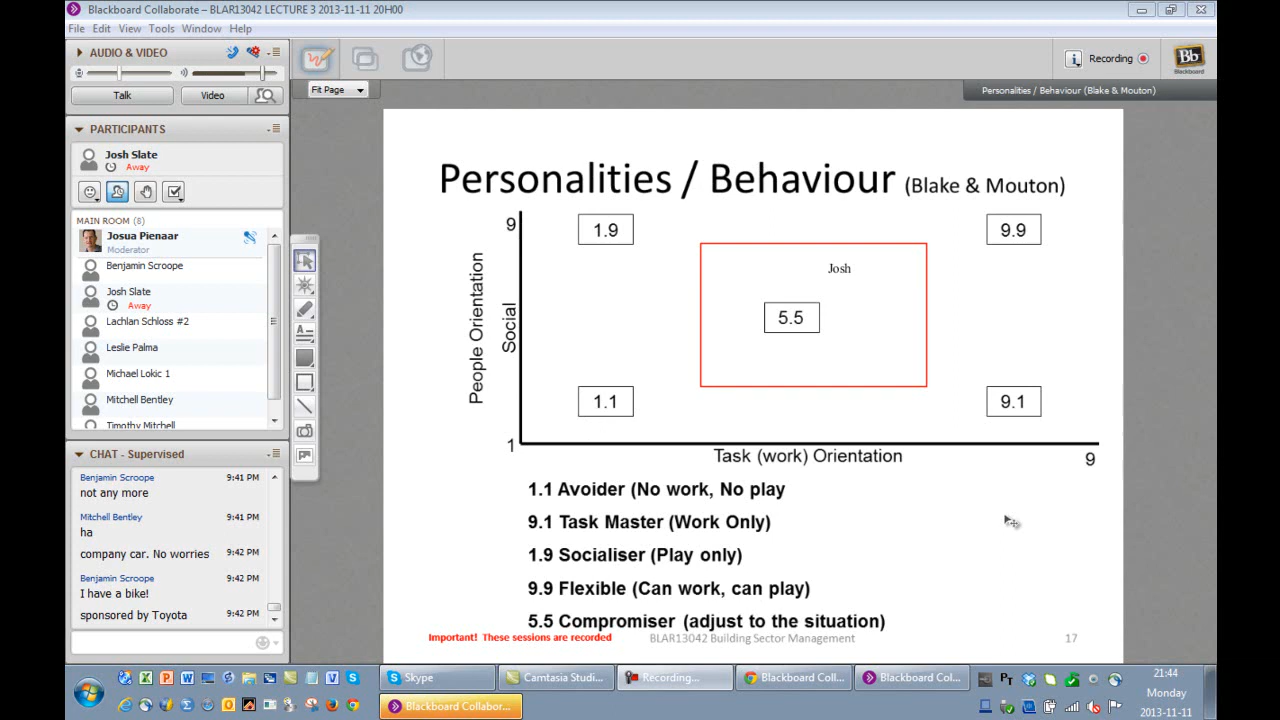 Blackboard Collaborate – BLAR13042 LECTURE 3 2013-11-11 20H00
File Edit View Tools Window Help
AUDIO & VIDEO
Talk
Video
PARTICIPANTS
Josh Slate
Away
MAIN ROOM (8)
Josua Pienaar
Moderator
Benjamin Scroope
Josh Slate
Away
Lachlan Schloss #2
Leslie Palma
Michael Lokic 1
Mitchell Bentley
Timothy Mitchell
CHAT - Supervised
Benjamin Scroope 9:41 PM
not any more
Mitchell Bentley 9:41 PM
ha
company car. No worries 9:42 PM
Benjamin Scroope 9:42 PM
I have a bike!
sponsored by Toyota 9:42 PM
Fit Page
Recording
Bb
Blackboard
Personalities / Behaviour (Blake & Mouton)
Personalities / Behaviour (Blake & Mouton)
9
1.9
9.9
Josh
People Orientation
Social
5.5
1.1
9.1
1
Task (work) Orientation
9
1.1 Avoider (No work, No play
9.1 Task Master (Work Only)
1.9 Socialiser (Play only)
9.9 Flexible (Can work, can play)
5.5 Compromiser (adjust to the situation)
Important! These sessions are recorded
BLAR13042 Building Sector Management
17
Skype
Camtasia Studi...
Recording...
Blackboard Coll...
Blackboard Col...
Blackboard Collabor...
PT
21:44
Monday
2013-11-11